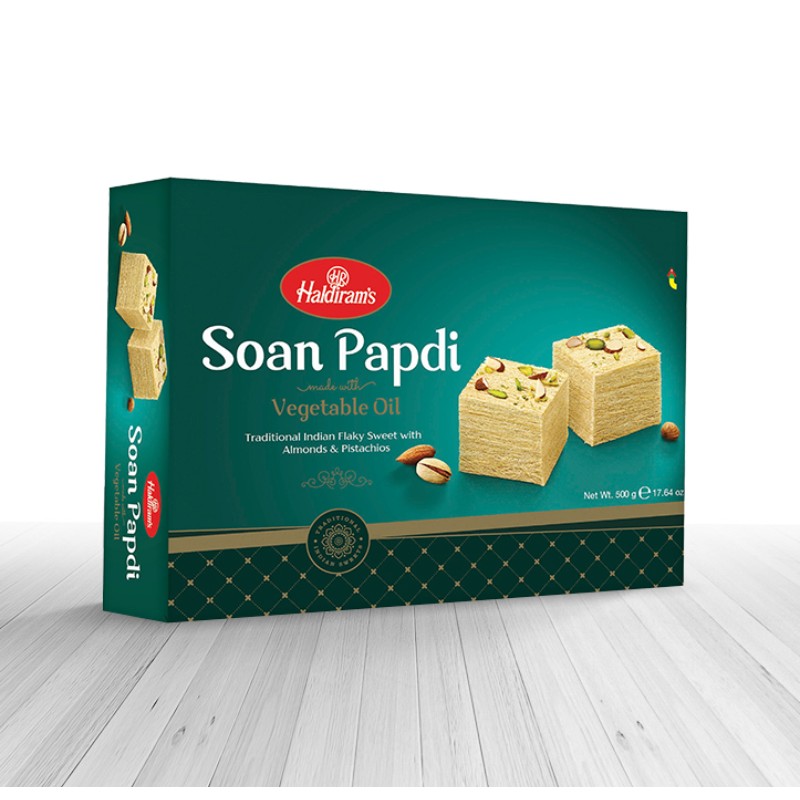 HR
Haldiram's
Soan Papdi
made with
Vegetable Oil
Traditional Indian Flaky Sweet with
Almonds & Pistachios
Net Wt. 500 g ℮ 17.64 oz
TRADITIONAL
INDIAN SWEETS
Haldiram's
Soan Papdi
made with
Vegetable Oil